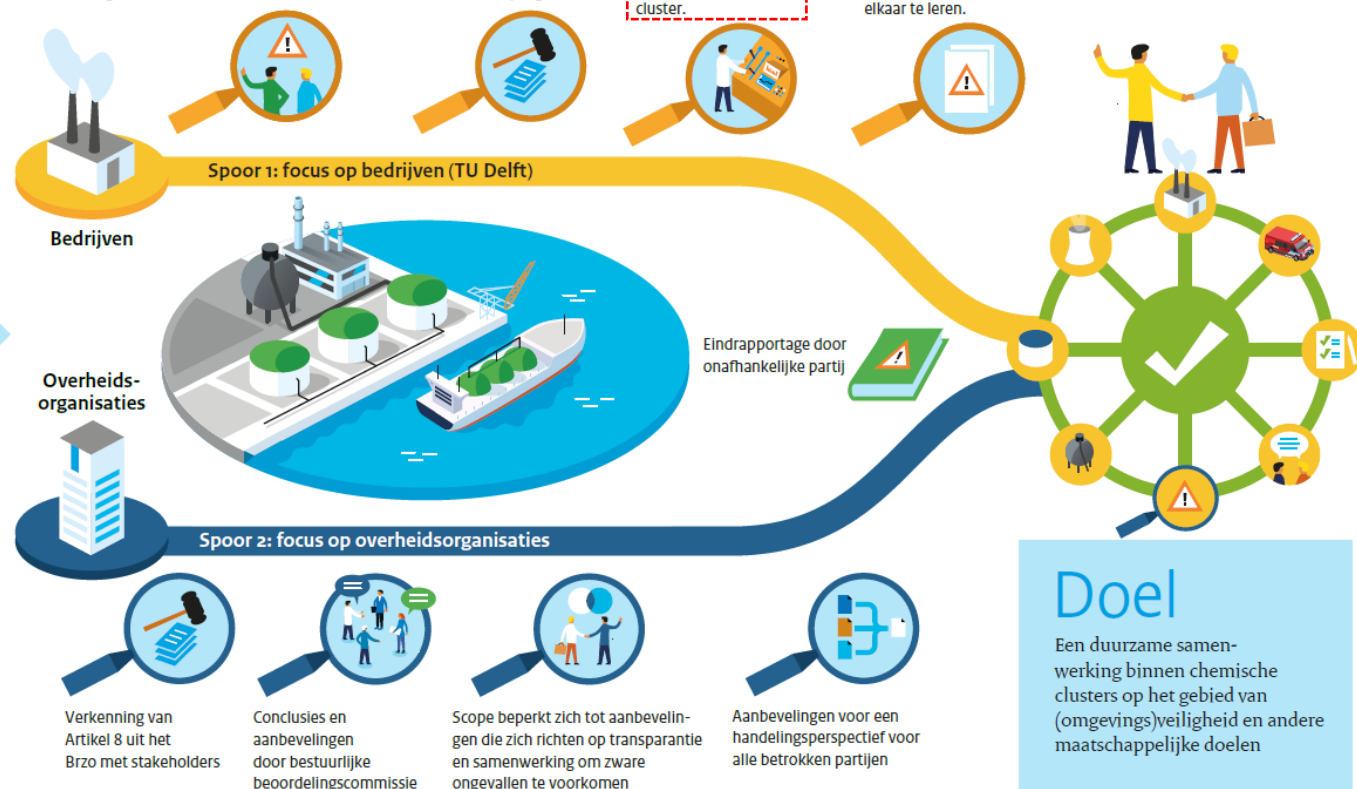 cluster.
elkaar te leren.
Spoor 1: focus op bedrijven (TU Delft)
Bedrijven
Eindrapportage door
onafhankelijke partij
Overheids-
organisaties
Spoor 2: focus op overheidsorganisaties
Verkenning van
Artikel 8 uit het
Brzo met stakeholders
Conclusies en
aanbevelingen
door bestuurlijke
beoordelingscommissie
Scope beperkt zich tot aanbevelin-
gen die zich richten op transparantie
en samenwerking om zware
ongevallen te voorkomen
Aanbevelingen voor een
handelingsperspectief voor
alle betrokken partijen
Doel
Een duurzame samen-
werking binnen chemische
clusters op het gebied van
(omgevings)veiligheid en andere
maatschappelijke doelen